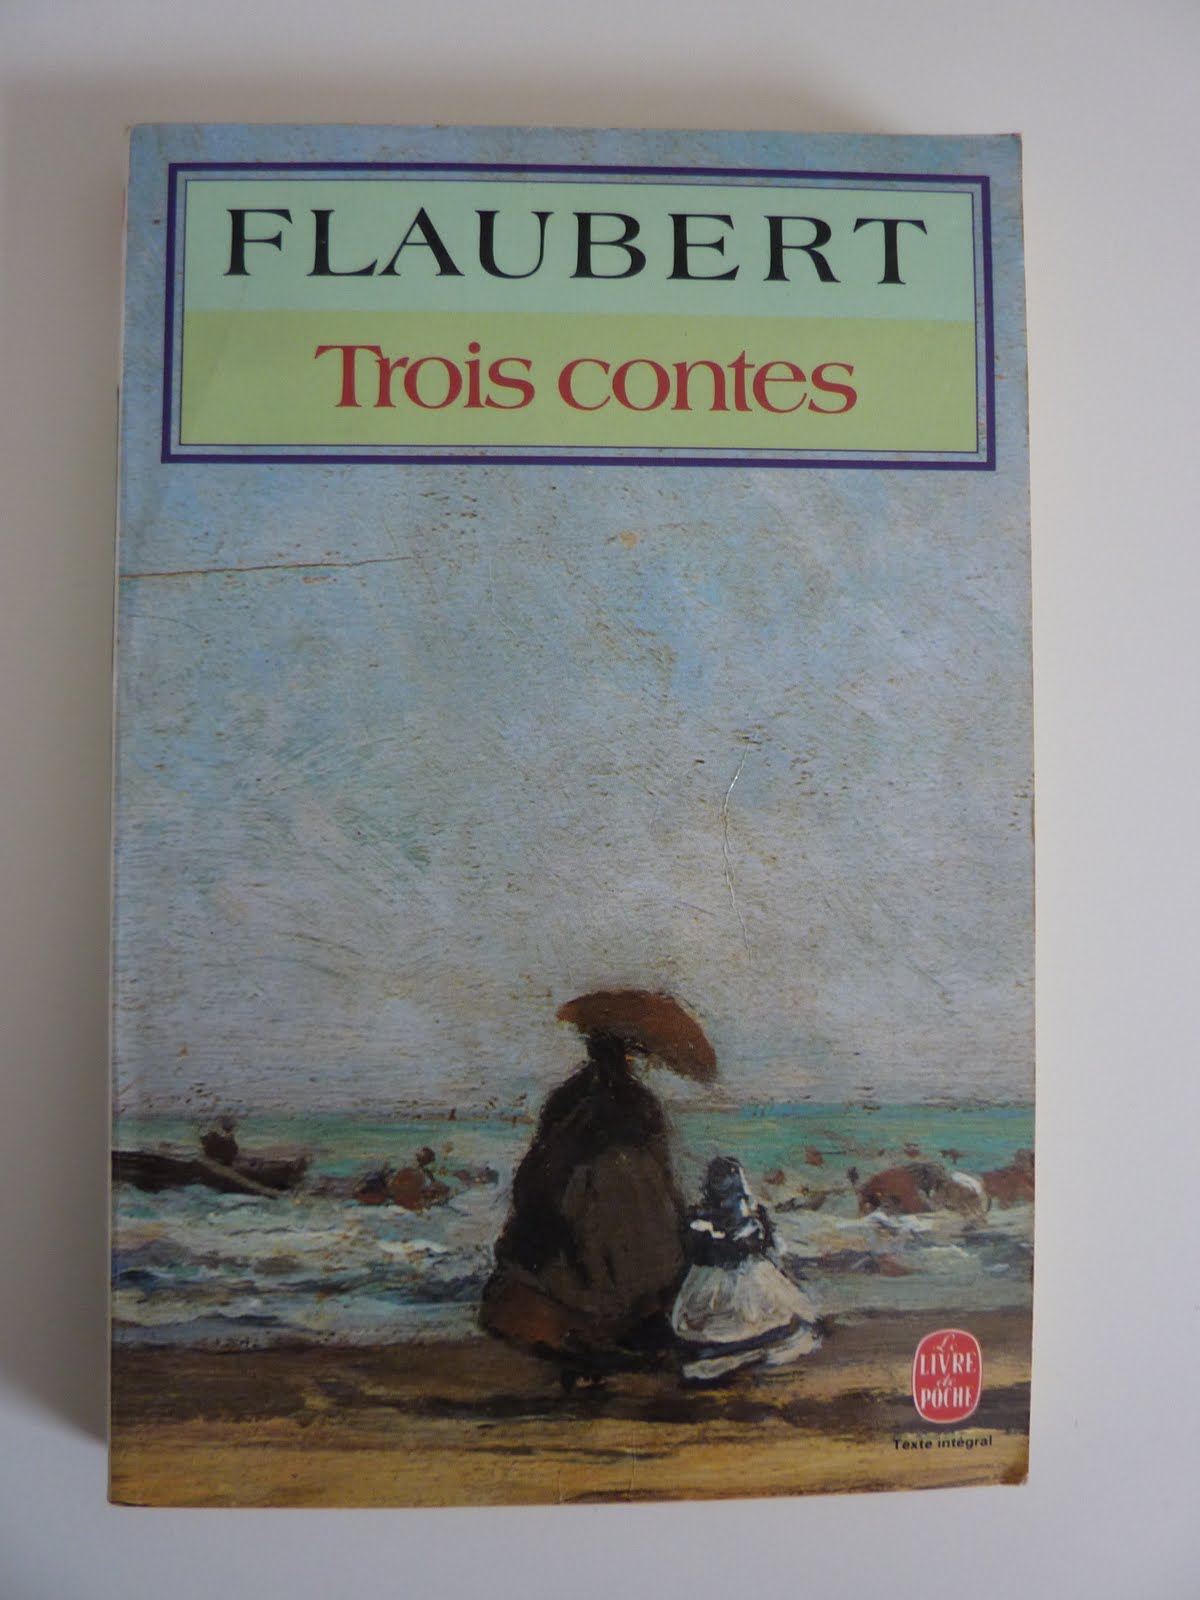 FLAUBERT
Trois contes
Le
LIVRE
de
POCHE
Texte intégral